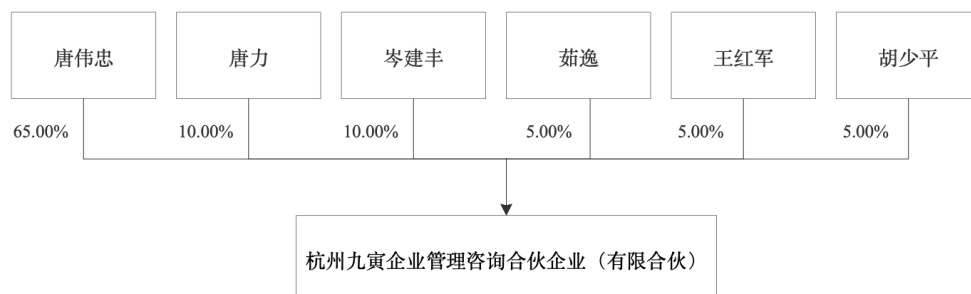 唐伟忠 唐力 岑建丰 茹逸 王红军 胡少平
65.00% 10.00% 10.00% 5.00% 5.00% 5.00%
杭州九寅企业管理咨询合伙企业（有限合伙）